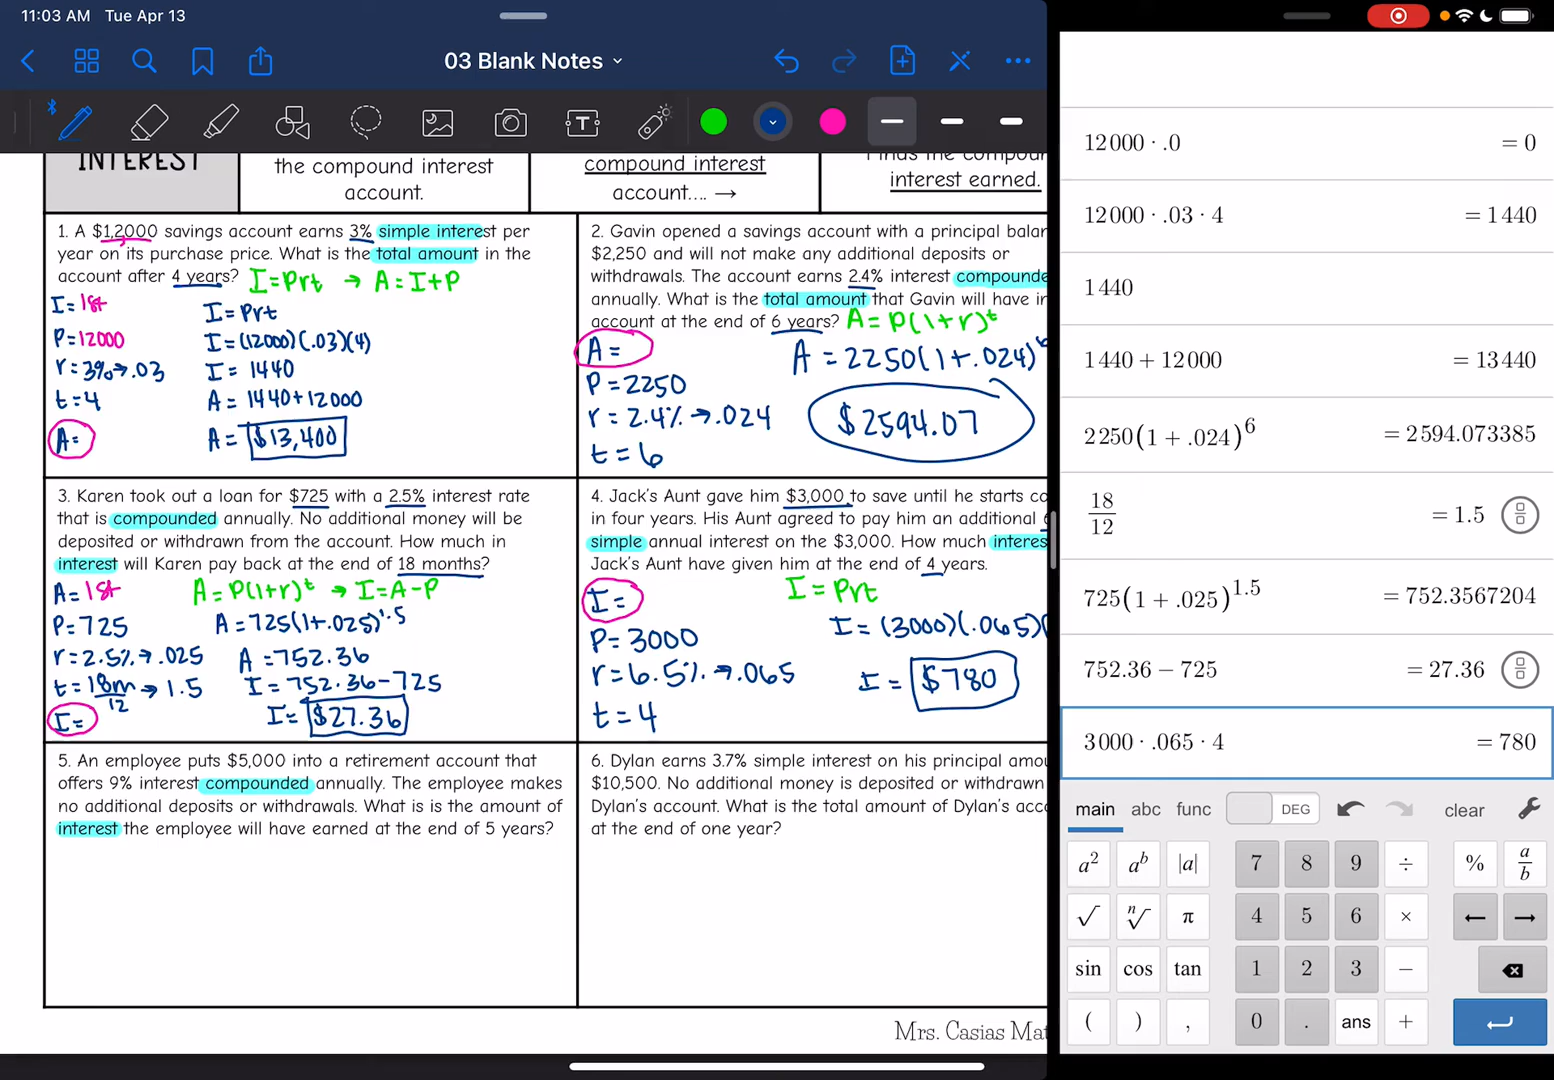 11:03 AM Tue Apr 13
03 Blank Notes
INTEREST
the compound interest
account.
compound interest
account.... →
Finds the compou
interest earned.
1. A $1,2000 savings account earns 3% simple interest per
year on its purchase price. What is the total amount in the
account after 4 years? I=Prt → A=I+P
I=1st
P=12000
r=3%→.03
t=4
A=
I=Prt
I=(12000)(.03)(4)
I=1440
A=1440+12000
A=$13,400
2. Gavin opened a savings account with a principal balan
$2,250 and will not make any additional deposits or
withdrawals. The account earns 2.4% interest compounde
annually. What is the total amount that Gavin will have in
account at the end of 6 years? A=P(1+r)^t
A=
P=2250
r=2.4%→.024
t=6
A=2250(1+.024)^6
$2594.07
3. Karen took out a loan for $725 with a 2.5% interest rate
that is compounded annually. No additional money will be
deposited or withdrawn from the account. How much in
interest will Karen pay back at the end of 18 months?
A=1st
P=725
r=2.5%→.025
t=18m→1.5
12
I=
A=P(1+r)^t → I=A-P
A=725(1+.025)^1.5
A=752.36
I=752.36-725
I=$27.36
4. Jack's Aunt gave him $3,000 to save until he starts co
in four years. His Aunt agreed to pay him an additional 6
simple annual interest on the $3,000. How much interes
Jack's Aunt have given him at the end of 4 years.
I=
P=3000
r=6.5%→.065
t=4
I=Prt
I=(3000)(.065)(
I=$780
5. An employee puts $5,000 into a retirement account that
offers 9% interest compounded annually. The employee makes
no additional deposits or withdrawals. What is is the amount of
interest the employee will have earned at the end of 5 years?
6. Dylan earns 3.7% simple interest on his principal amou
$10,500. No additional money is deposited or withdrawn
Dylan's account. What is the total amount of Dylan's acc
at the end of one year?
Mrs. Casias Mat
12000 · .0 = 0
12000 · .03 · 4 = 1440
1440
1440 + 12000 = 13440
2250(1 + .024)^6 = 2594.073385
18/12 = 1.5
725(1 + .025)^1.5 = 752.3567204
752.36 − 725 = 27.36
3000 · .065 · 4 = 780
main abc func DEG clear
a² a^b |a| 7 8 9 ÷ % a/b
√ ⁿ√ π 4 5 6 × ← →
sin cos tan 1 2 3 −
( ) , 0 . ans +